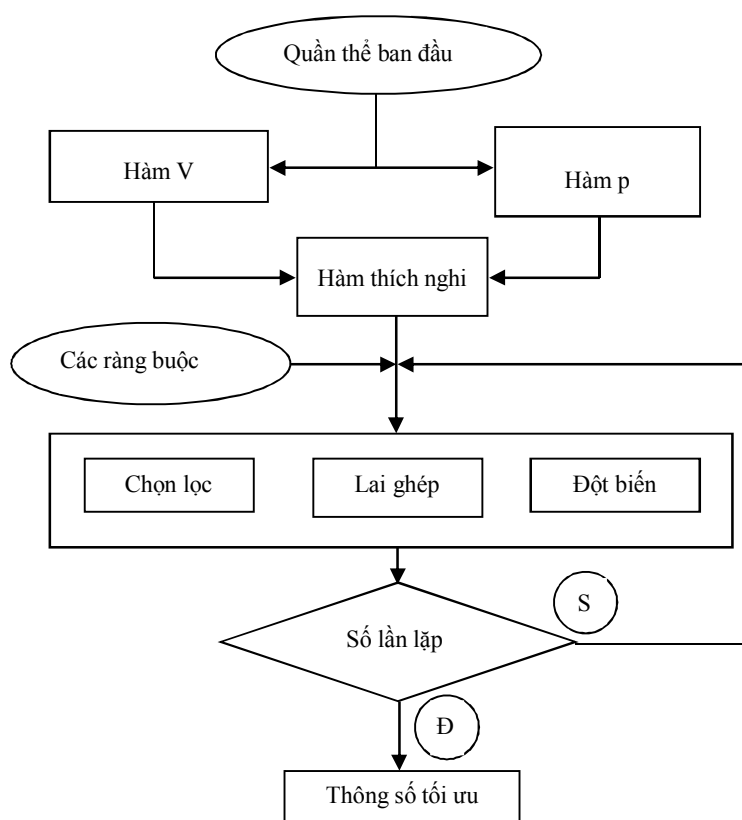 Quần thể ban đầu
Hàm V
Hàm p
Hàm thích nghi
Các ràng buộc
Chọn lọc
Lai ghép
Đột biến
S
Số lần lặp
Đ
Thông số tối ưu